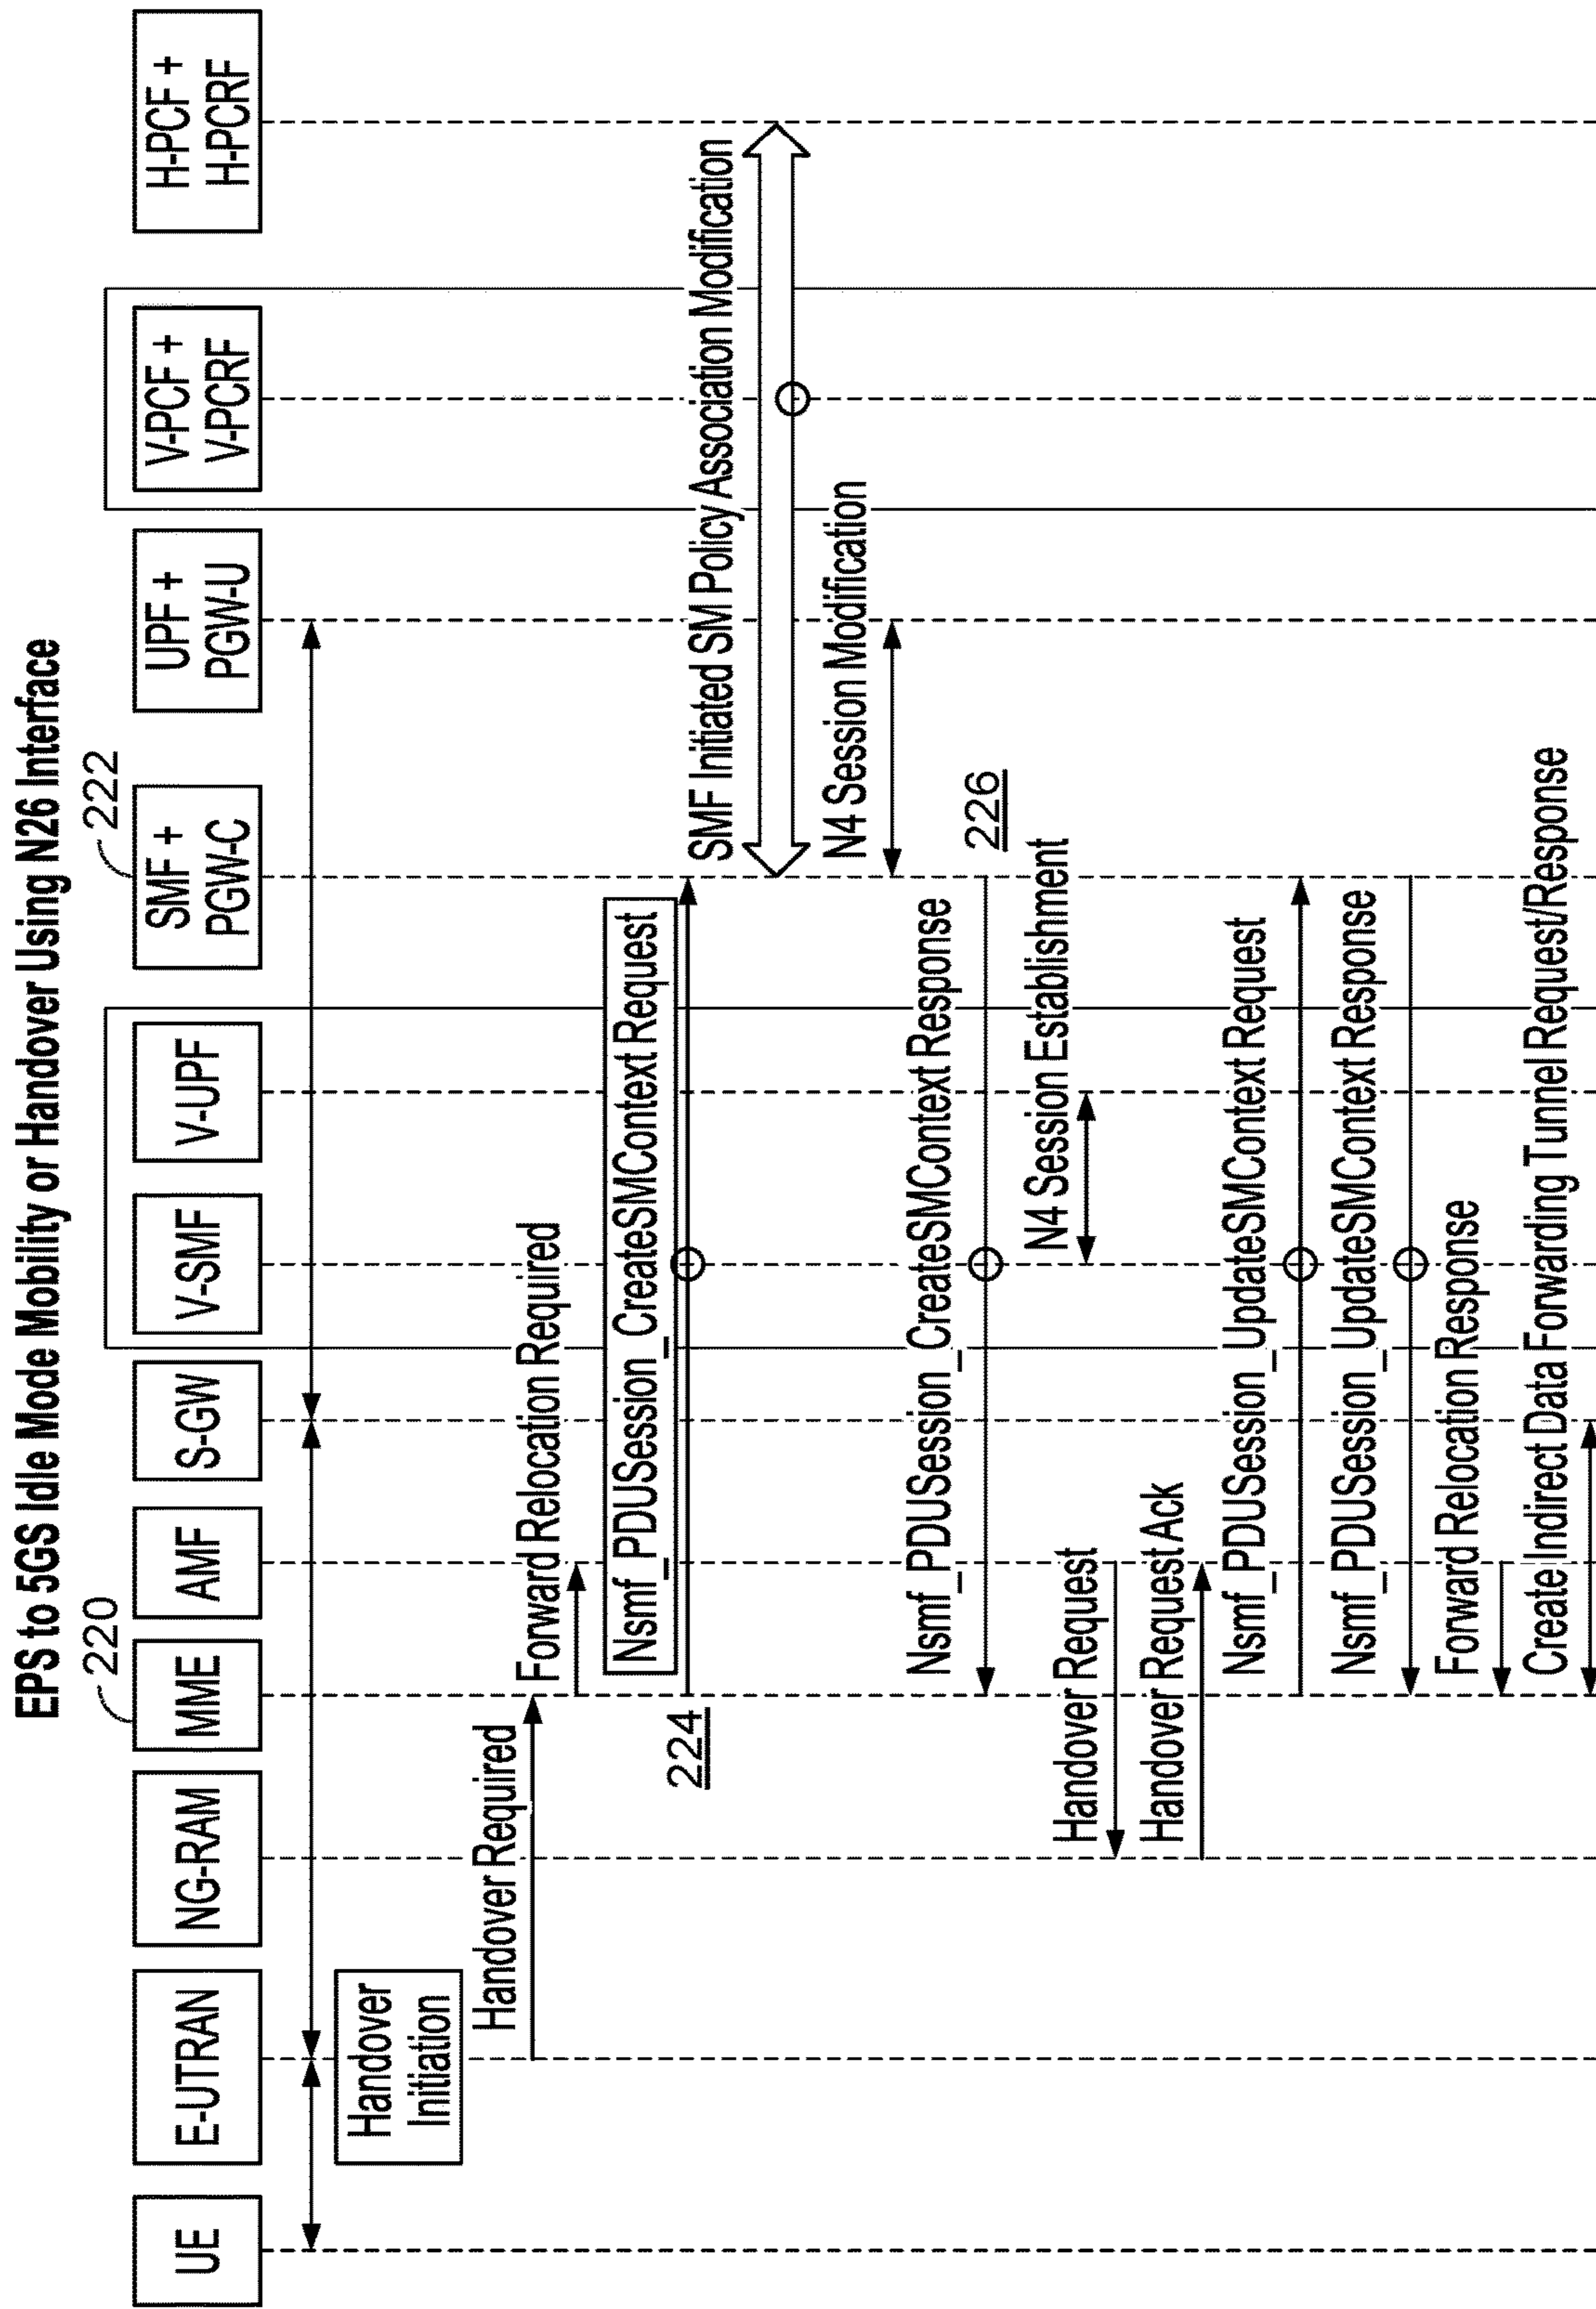 EPS to 5GS Idle Mode Mobility or Handover Using N26 Interface
220
222
UE
E-UTRAN
NG-RAM
MME
AMF
S-GW
V-SMF
V-UPF
SMF +
PGW-C
UPF +
PGW-U
V-PCF +
V-PCRF
H-PCF +
H-PCRF
Handover
Initiation
Handover Required
Forward Relocation Required
Nsmf_PDUSession_CreateSMContext Request
224
SMF Initiated SM Policy Association Modification
N4 Session Modification
Nsmf_PDUSession_CreateSMContext Response
226
N4 Session Establishment
Handover Request
Handover Request Ack
Nsmf_PDUSession_UpdateSMContext Request
Nsmf_PDUSession_UpdateSMContext Response
Forward Relocation Response
Create Indirect Data Forwarding Tunnel Request/Response